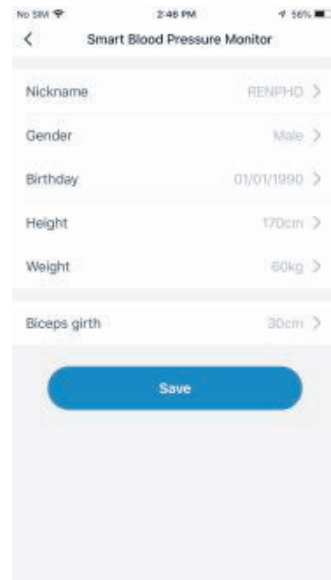 No SIM 2:46 PM 56%
Smart Blood Pressure Monitor
Nickname RENPHO
Gender Male
Birthday 01/01/1990
Height 170cm
Weight 60kg
Biceps girth 30cm
Save